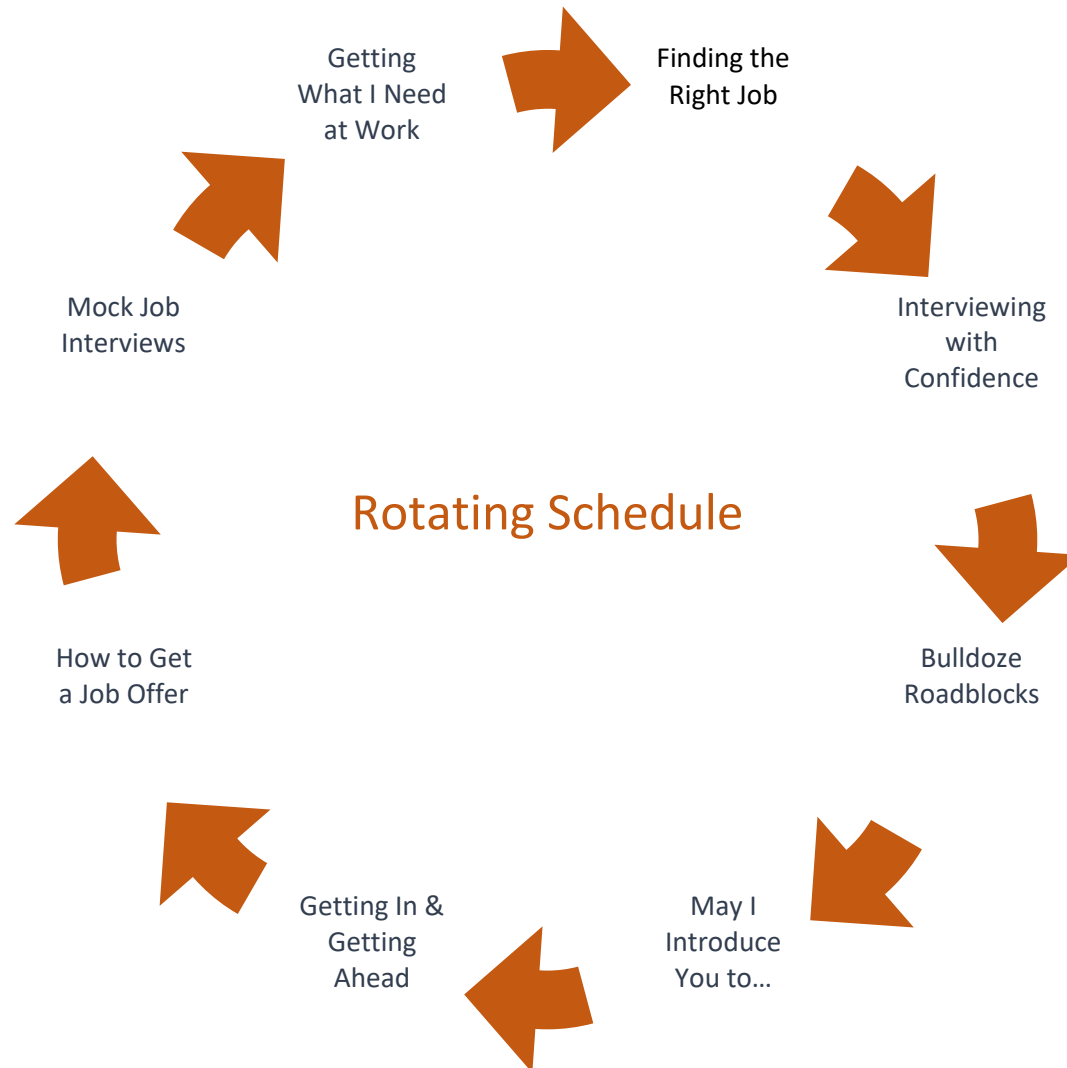 Getting
What I Need
at Work
Finding the
Right Job
Interviewing
with
Confidence
Bulldoze
Roadblocks
May I
Introduce
You to…
Getting In &
Getting
Ahead
How to Get
a Job Offer
Mock Job
Interviews
Rotating Schedule